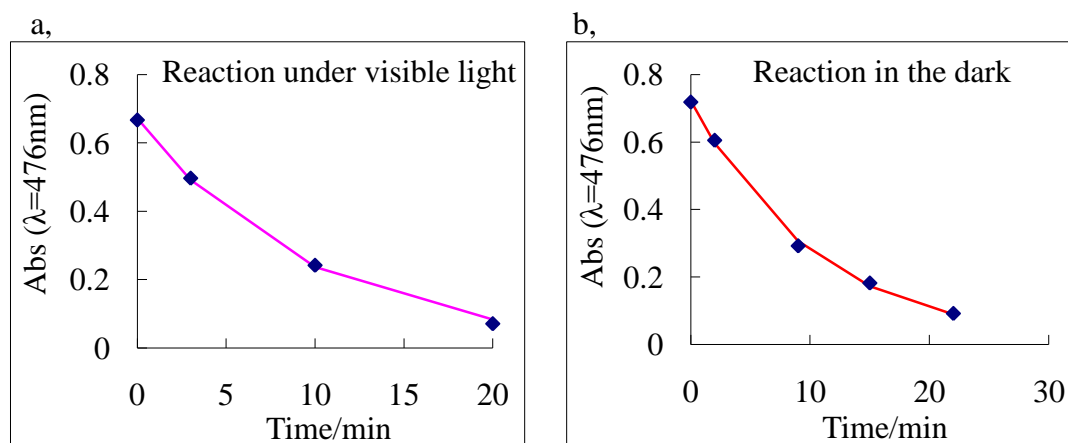 a,
Reaction under visible light
Abs (λ=476nm)
0.8
0.6
0.4
0.2
0
0 5 10 15 20
Time/min
b,
Reaction in the dark
Abs (λ=476nm)
0.8
0.6
0.4
0.2
0
0 10 20 30
Time/min